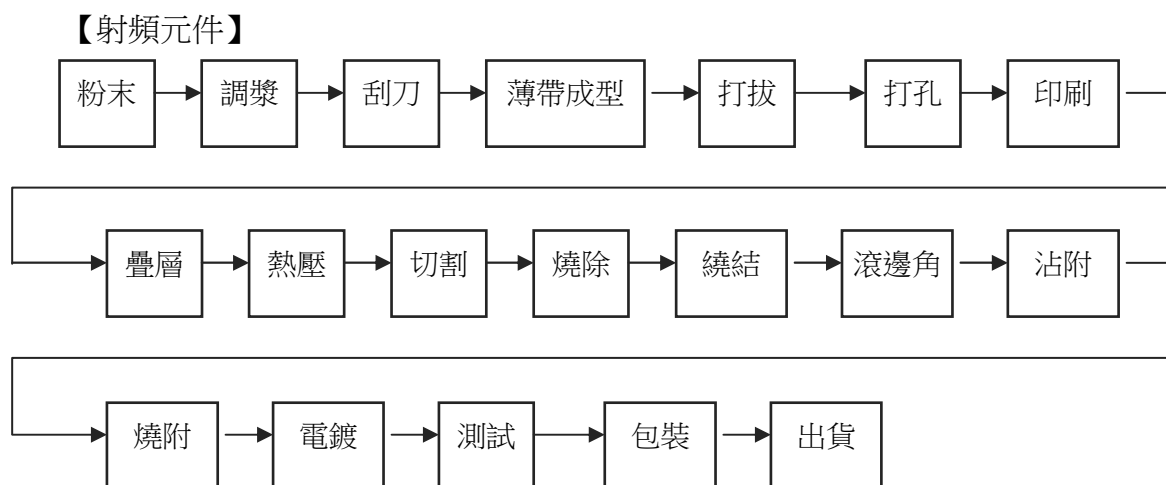 【射頻元件】
粉末 調漿 刮刀 薄帶成型 打拔 打孔 印刷
疊層 熱壓 切割 燒除 繞結 滾邊角 沾附
燒附 電鍍 測試 包裝 出貨